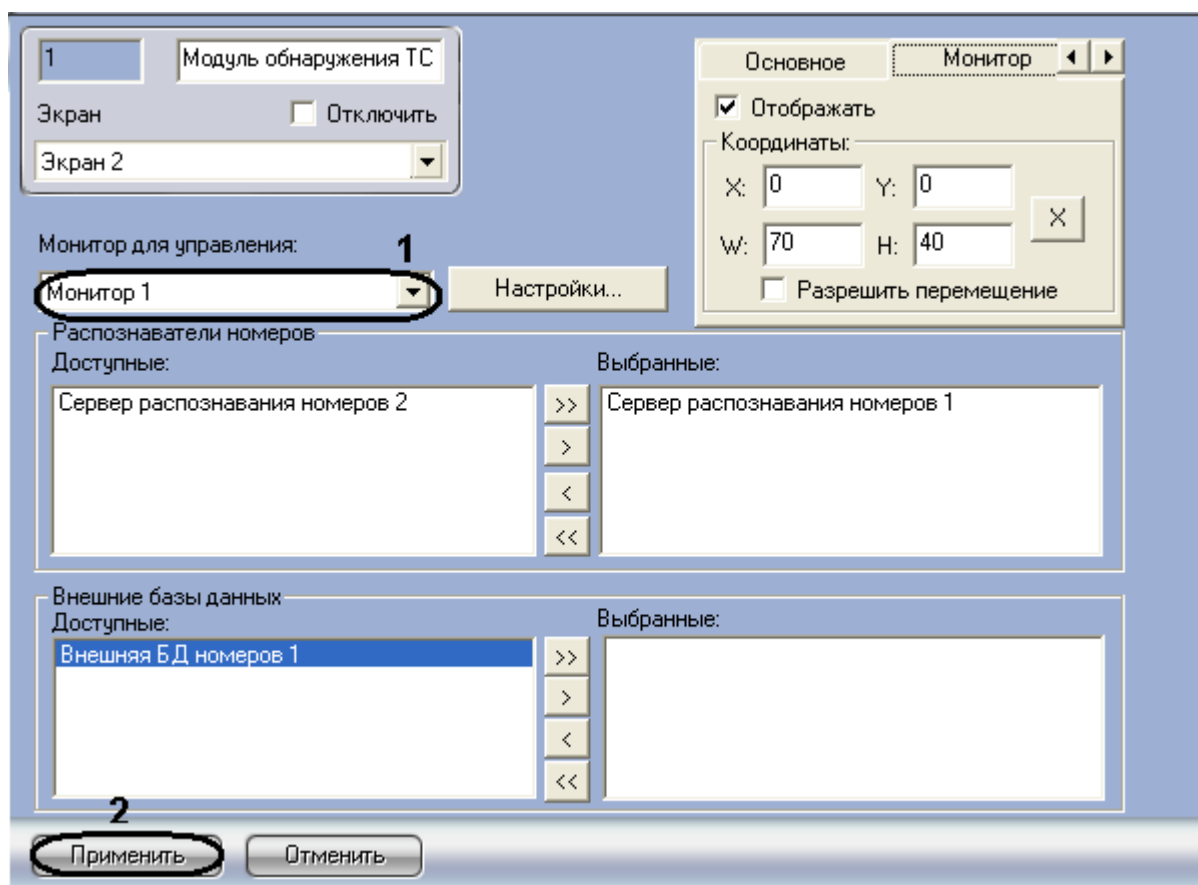 1
Модуль обнаружения ТС
Экран
Отключить
Экран 2
Основное
Монитор
Отображать
Координаты:
X: 0
Y: 0
X
W: 70
H: 40
Разрешить перемещение
Монитор для управления:
1
Монитор 1
Настройки...
Распознаватели номеров
Доступные:
Выбранные:
Сервер распознавания номеров 2
>>
Сервер распознавания номеров 1
>
<
<<
Внешние базы данных
Доступные:
Выбранные:
Внешняя БД номеров 1
>>
>
<
<<
2
Применить
Отменить